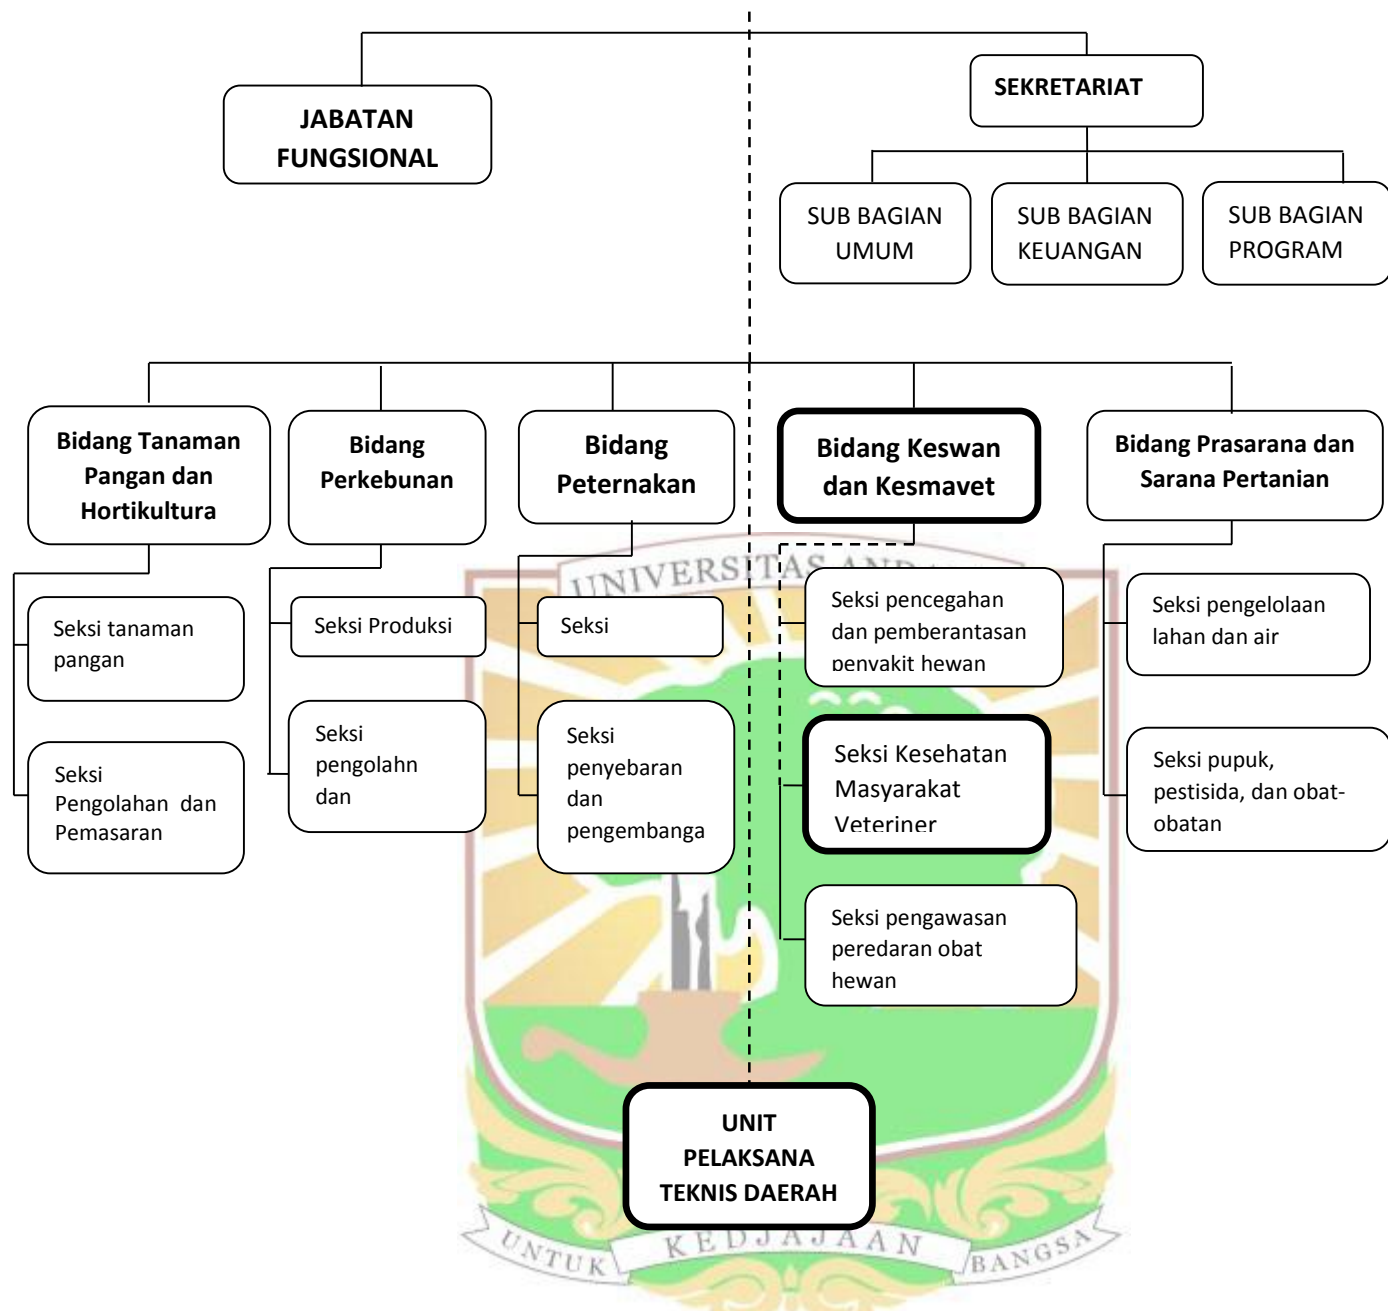 JABATAN
FUNGSIONAL
SEKRETARIAT
SUB BAGIAN
UMUM
SUB BAGIAN
KEUANGAN
SUB BAGIAN
PROGRAM
Bidang Tanaman
Pangan dan
Hortikultura
Bidang
Perkebunan
Bidang
Peternakan
Bidang Keswan
dan Kesmavet
Bidang Prasarana dan
Sarana Pertanian
Seksi tanaman
pangan
Seksi
Pengolahan dan
Pemasaran
Seksi Produksi
Seksi
pengolahn
dan
Seksi
Seksi
penyebaran
dan
pengembanga
Seksi pencegahan
dan pemberantasan
penyakit hewan
Seksi Kesehatan
Masyarakat
Veteriner
Seksi pengawasan
peredaran obat
hewan
Seksi pengelolaan
lahan dan air
Seksi pupuk,
pestisida, dan obat-
obatan
UNIVERSITAS
UNIT
PELAKSANA
TEKNIS DAERAH
UNTUK KEDJAJAAN BANGSA